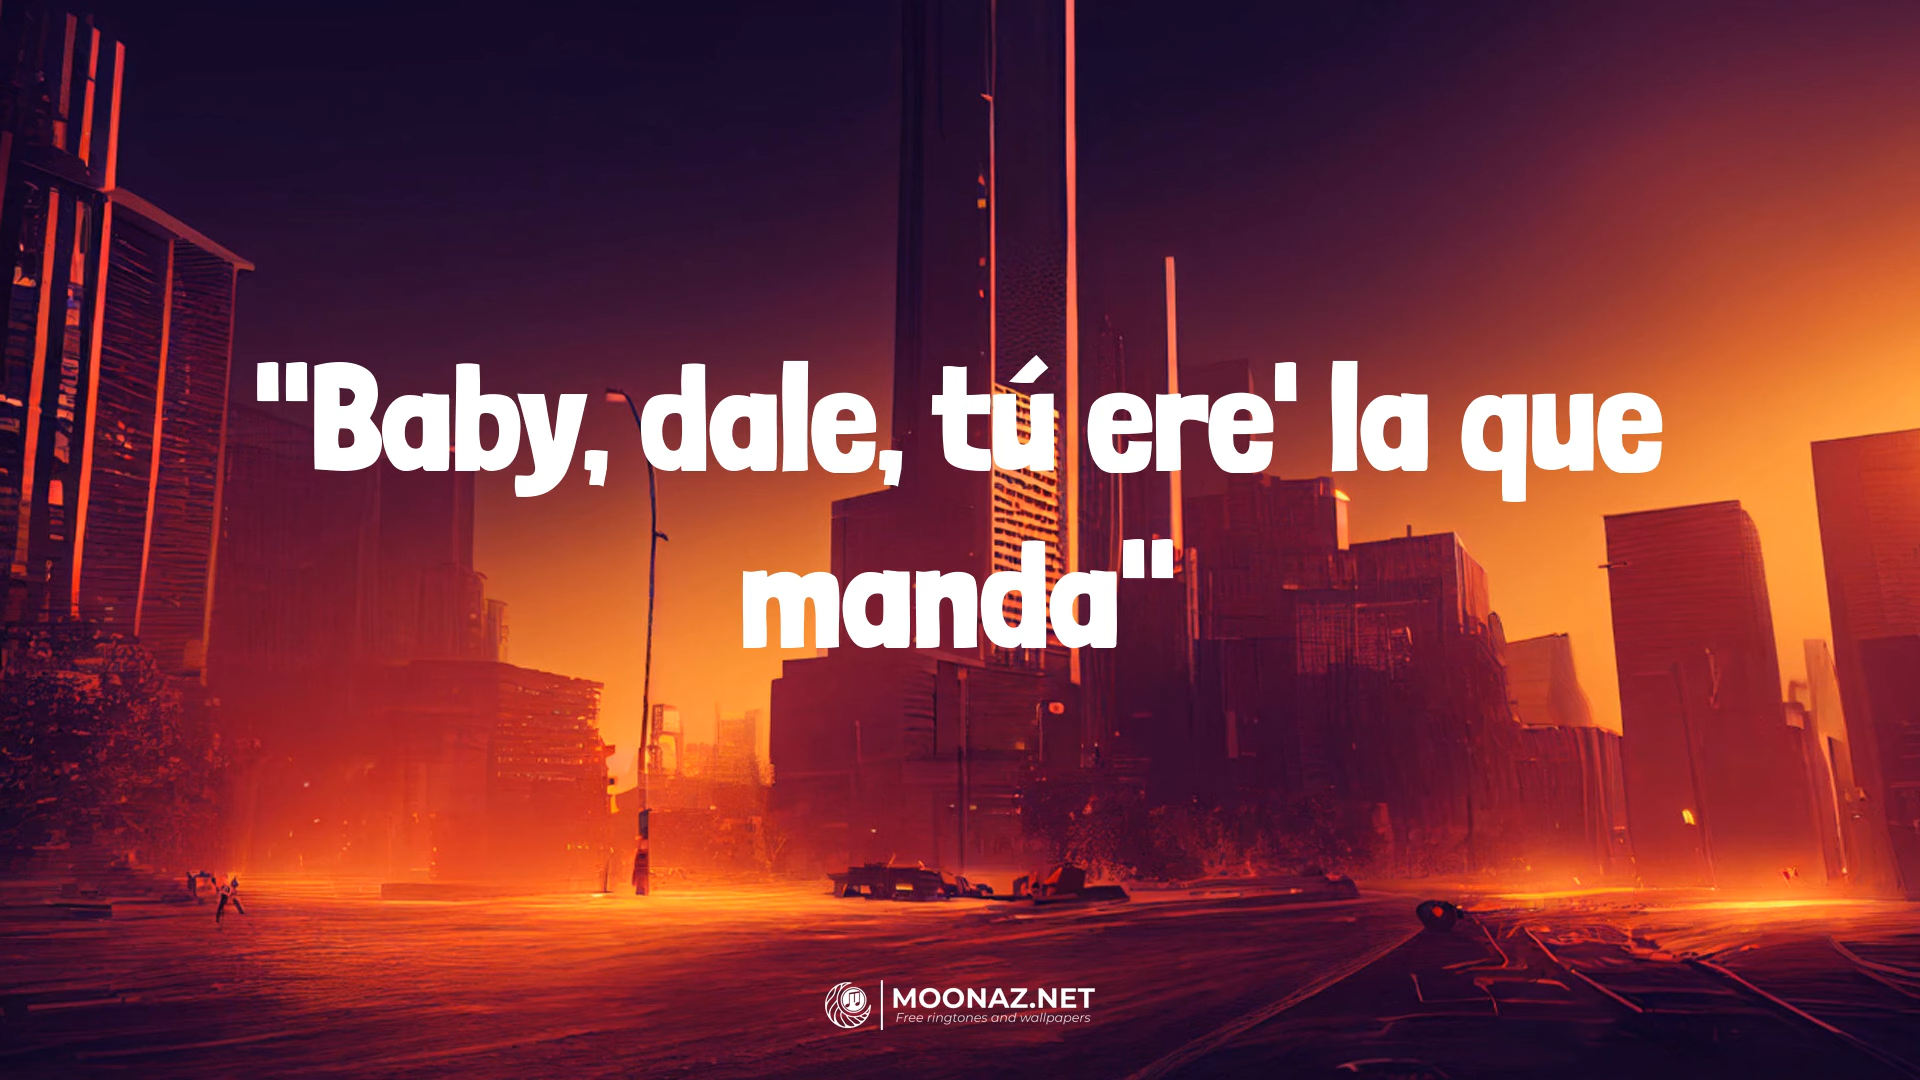 "Baby, dale, tú ere' la que
manda"
MOONAZ.NET
Free ringtones and wallpapers